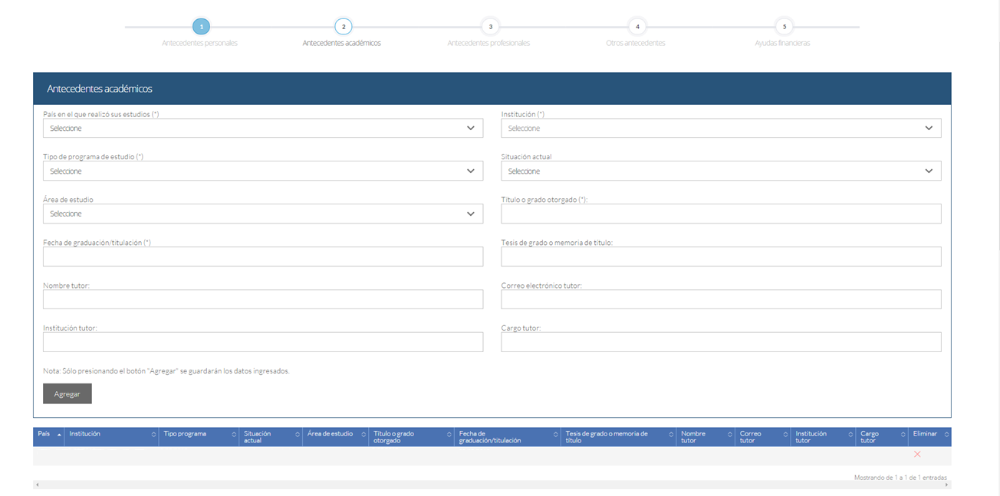 1
2
3
4
5
Antecedentes personales
Antecedentes académicos
Antecedentes profesionales
Otros antecedentes
Ayudas financieras
Antecedentes académicos
País en el que realizó sus estudios (*)
Institución (*)
Seleccione
Seleccione
Tipo de programa de estudio (*)
Situación actual
Seleccione
Seleccione
Área de estudio
Título o grado otorgado (*):
Seleccione
Fecha de graduación/titulación (*)
Tesis de grado o memoria de título:
Nombre tutor:
Correo electrónico tutor:
Institución tutor:
Cargo tutor:
Nota: Sólo presionando el botón "Agregar" se guardarán los datos ingresados.
Agregar
País
Institución
Tipo programa
Situación
actual
Área de estudio
Título o grado
otorgado
Fecha de
graduación/titulación
Tesis de grado o memoria de
título
Nombre
tutor
Correo
tutor
Institución
tutor
Cargo
tutor
Eliminar
Mostrando de 1 a 1 de 1 entradas